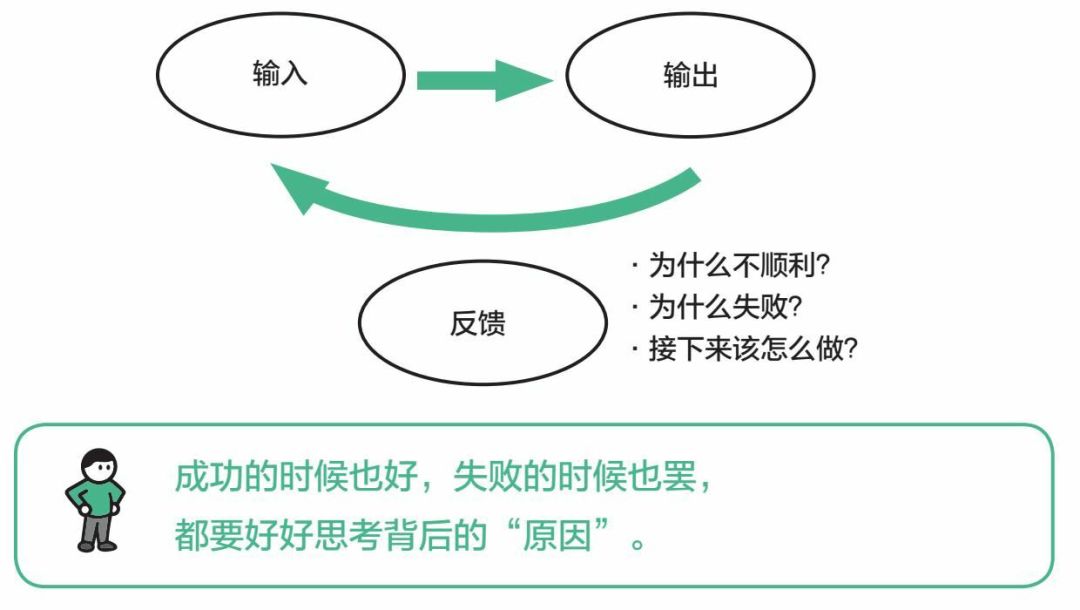 输入
输出
反馈
· 为什么不顺利?
· 为什么失败?
· 接下来该怎么做?
成功的时候也好，失败的时候也罢，
都要好好思考背后的“原因”。